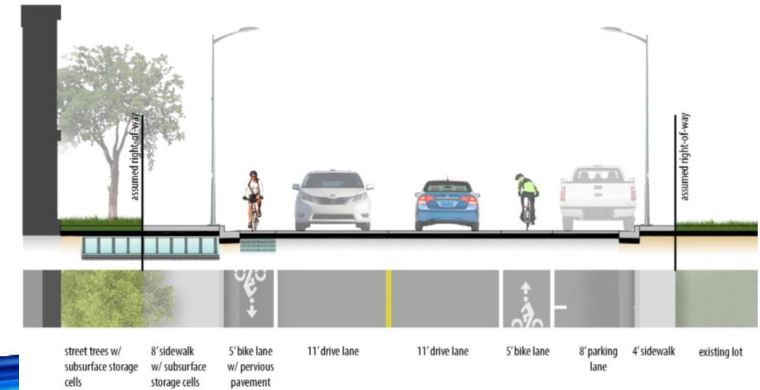 assumed right-of-way
assumed right-of-way
street trees w/
subsurface storage
cells
8' sidewalk
w/ subsurface
storage cells
5' bike lane
w/ pervious
pavement
11' drive lane
11' drive lane
5' bike lane
8' parking
lane
4' sidewalk
existing lot